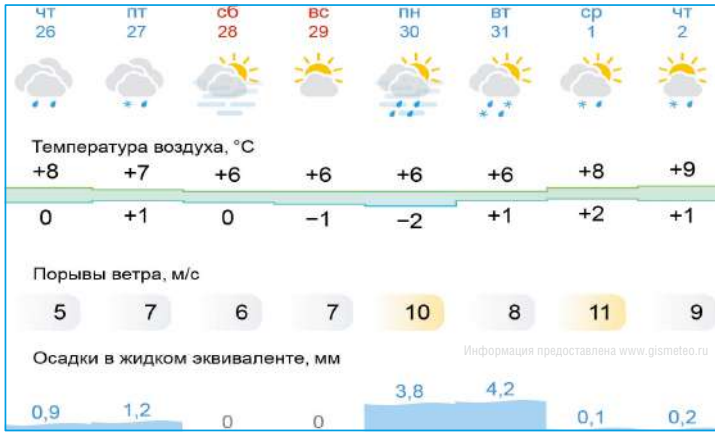 чт пт сб вс пн вт ср чт
26 27 28 29 30 31 1 2
Температура воздуха, °C
+8 +7 +6 +6 +6 +6 +8 +9
0 +1 0 −1 −2 +1 +2 +1
Порывы ветра, м/с
5 7 6 7 10 8 11 9
Информация предоставлена www.gismeteo.ru
Осадки в жидком эквиваленте, мм
0,9 1,2 0 0 3,8 4,2 0,1 0,2